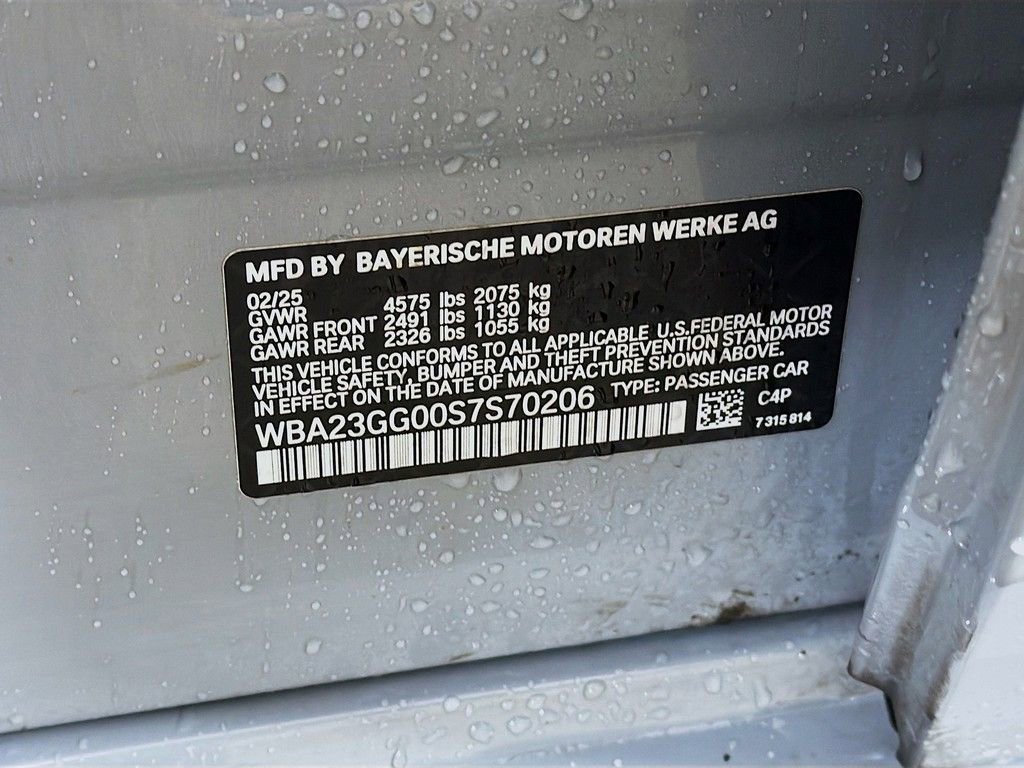 MFD BY BAYERISCHE MOTOREN WERKE AG
02/25
GVWR 4575 lbs 2075 kg
GAWR FRONT 2491 lbs 1130 kg
GAWR REAR 2326 lbs 1055 kg
THIS VEHICLE CONFORMS TO ALL APPLICABLE U.S.FEDERAL MOTOR
VEHICLE SAFETY, BUMPER AND THEFT PREVENTION STANDARDS
IN EFFECT ON THE DATE OF MANUFACTURE SHOWN ABOVE.
WBA23GG00S7S70206 TYPE: PASSENGER CAR
C4P
7 315 814